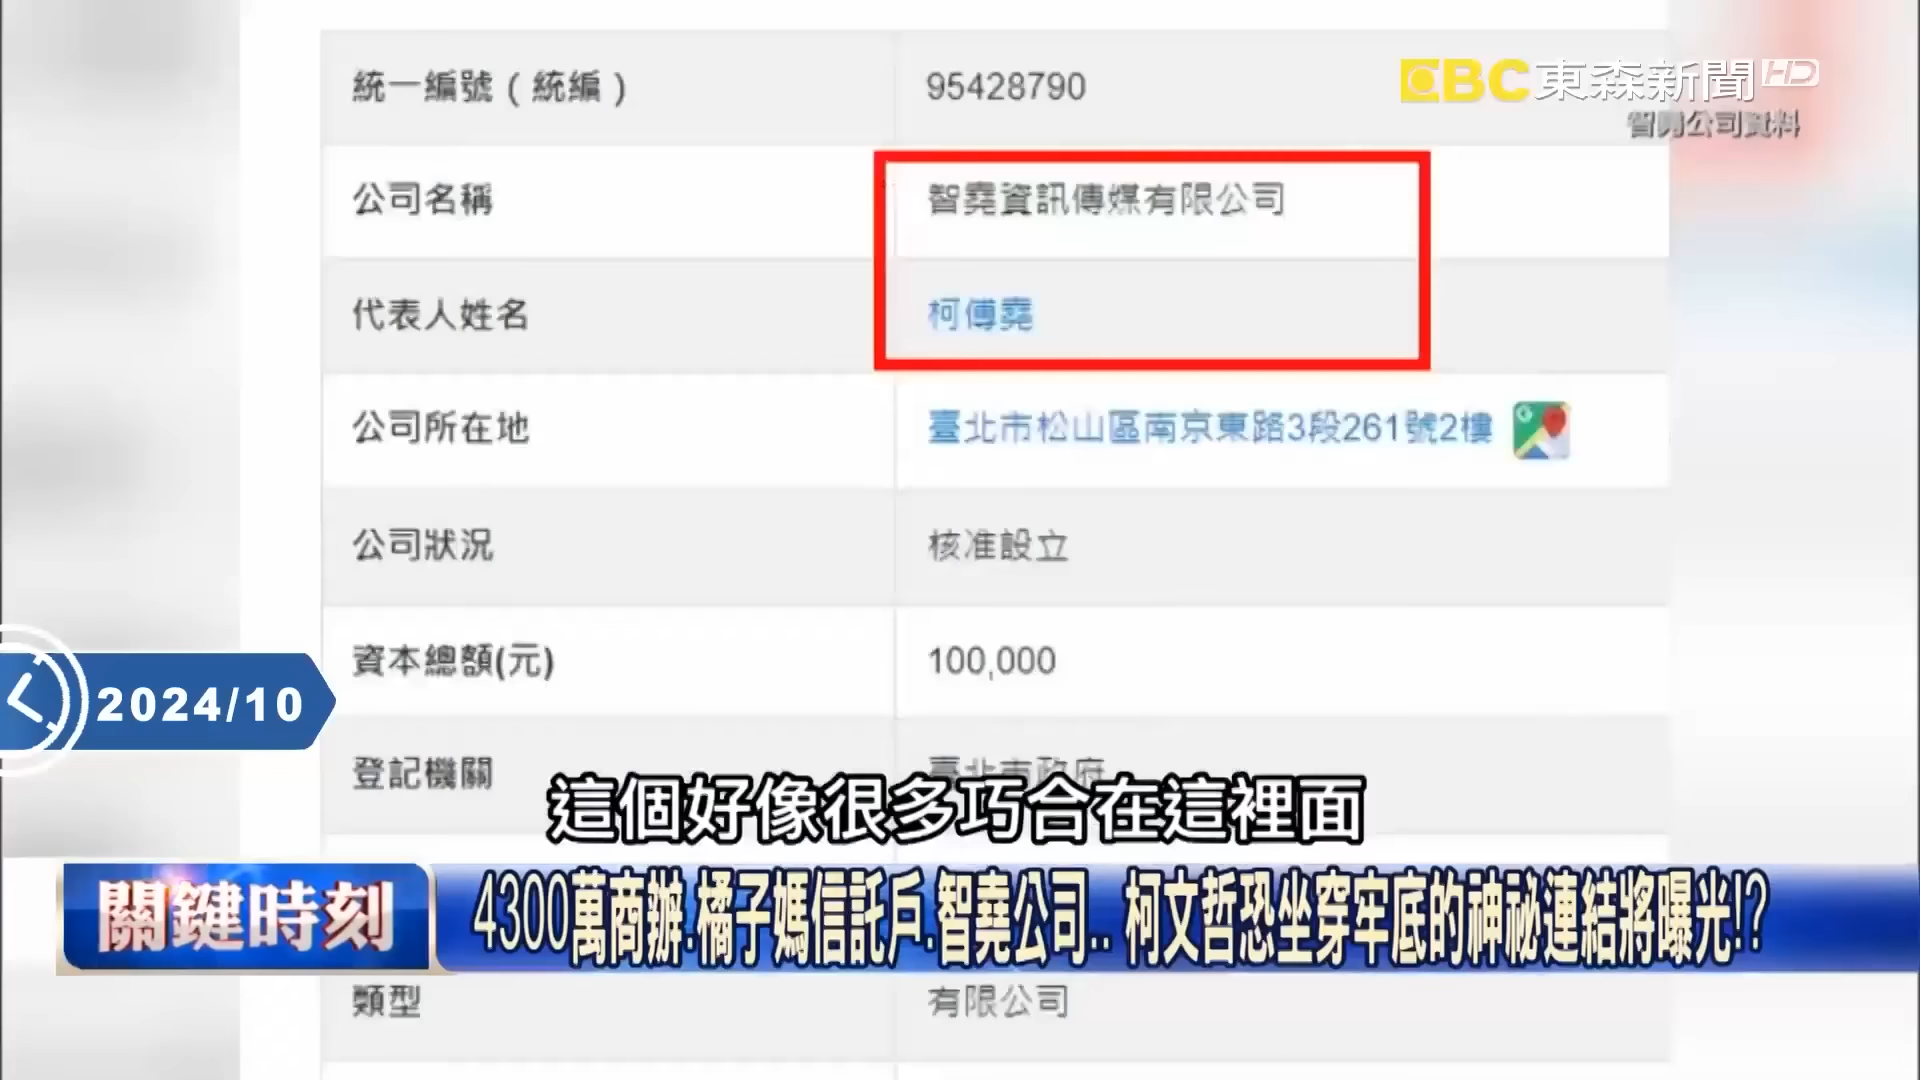 統一編號（統編） 95428790
EBC東森新聞HD
智堯公司資料
公司名稱 智堯資訊傳媒有限公司
代表人姓名 柯傅堯
公司所在地 臺北市松山區南京東路3段261號2樓
公司狀況 核准設立
資本總額(元) 100,000
2024/10
登記機關 臺北市政府
這個好像很多巧合在這裡面
關鍵時刻
4300萬商辦.橘子媽信託戶.智堯公司.. 柯文哲恐坐穿牢底的神祕連結將曝光!?
類型 有限公司